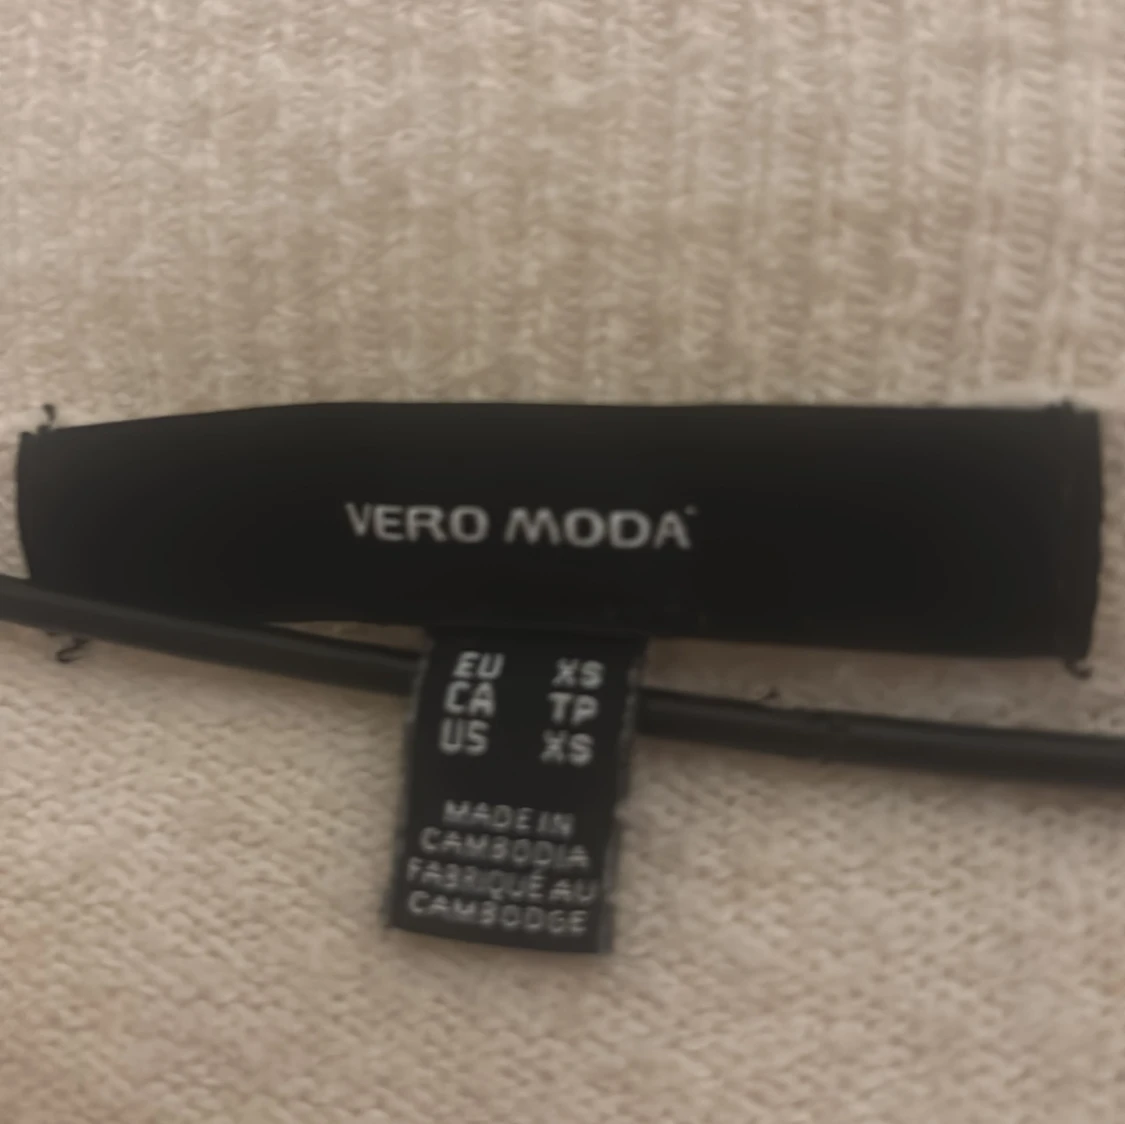 VERO MODA
EU XS
CA TP
US XS
MADE IN
CAMBODIA
FABRIQUÉ AU
CAMBODGE